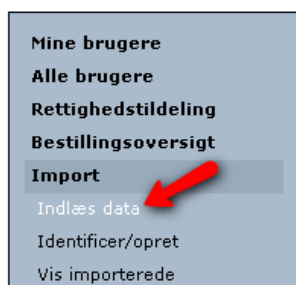 Mine brugere
Alle brugere
Rettighedstildeling
Bestillingsoversigt
Import
Indlæs data
Identificer/opret
Vis importerede